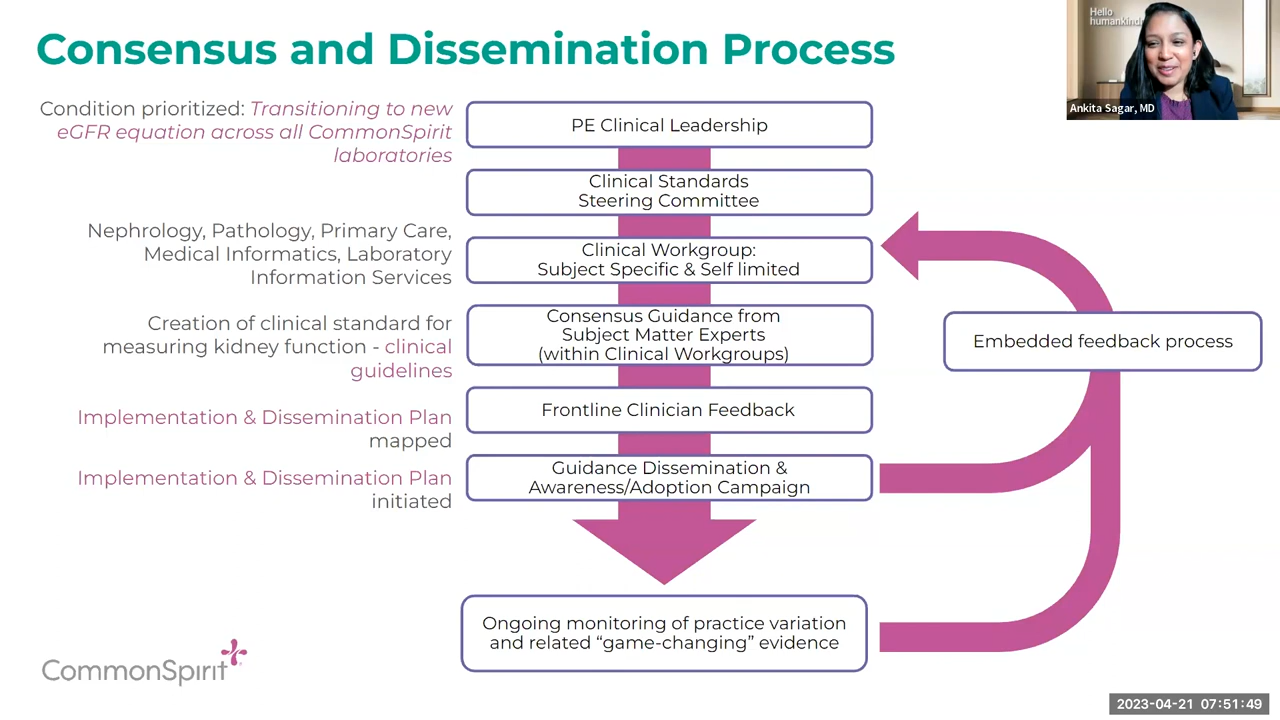 Consensus and Dissemination Process
Hello
humankind
Ankita Sagar, MD
Condition prioritized: Transitioning to new
eGFR equation across all CommonSpirit
laboratories
PE Clinical Leadership
Clinical Standards
Steering Committee
Nephrology, Pathology, Primary Care,
Medical Informatics, Laboratory
Information Services
Clinical Workgroup:
Subject Specific & Self limited
Creation of clinical standard for
measuring kidney function - clinical
guidelines
Consensus Guidance from
Subject Matter Experts
(within Clinical Workgroups)
Embedded feedback process
Implementation & Dissemination Plan
mapped
Frontline Clinician Feedback
Implementation & Dissemination Plan
initiated
Guidance Dissemination &
Awareness/Adoption Campaign
Ongoing monitoring of practice variation
and related “game-changing” evidence
CommonSpirit
2023-04-21 07:51:49